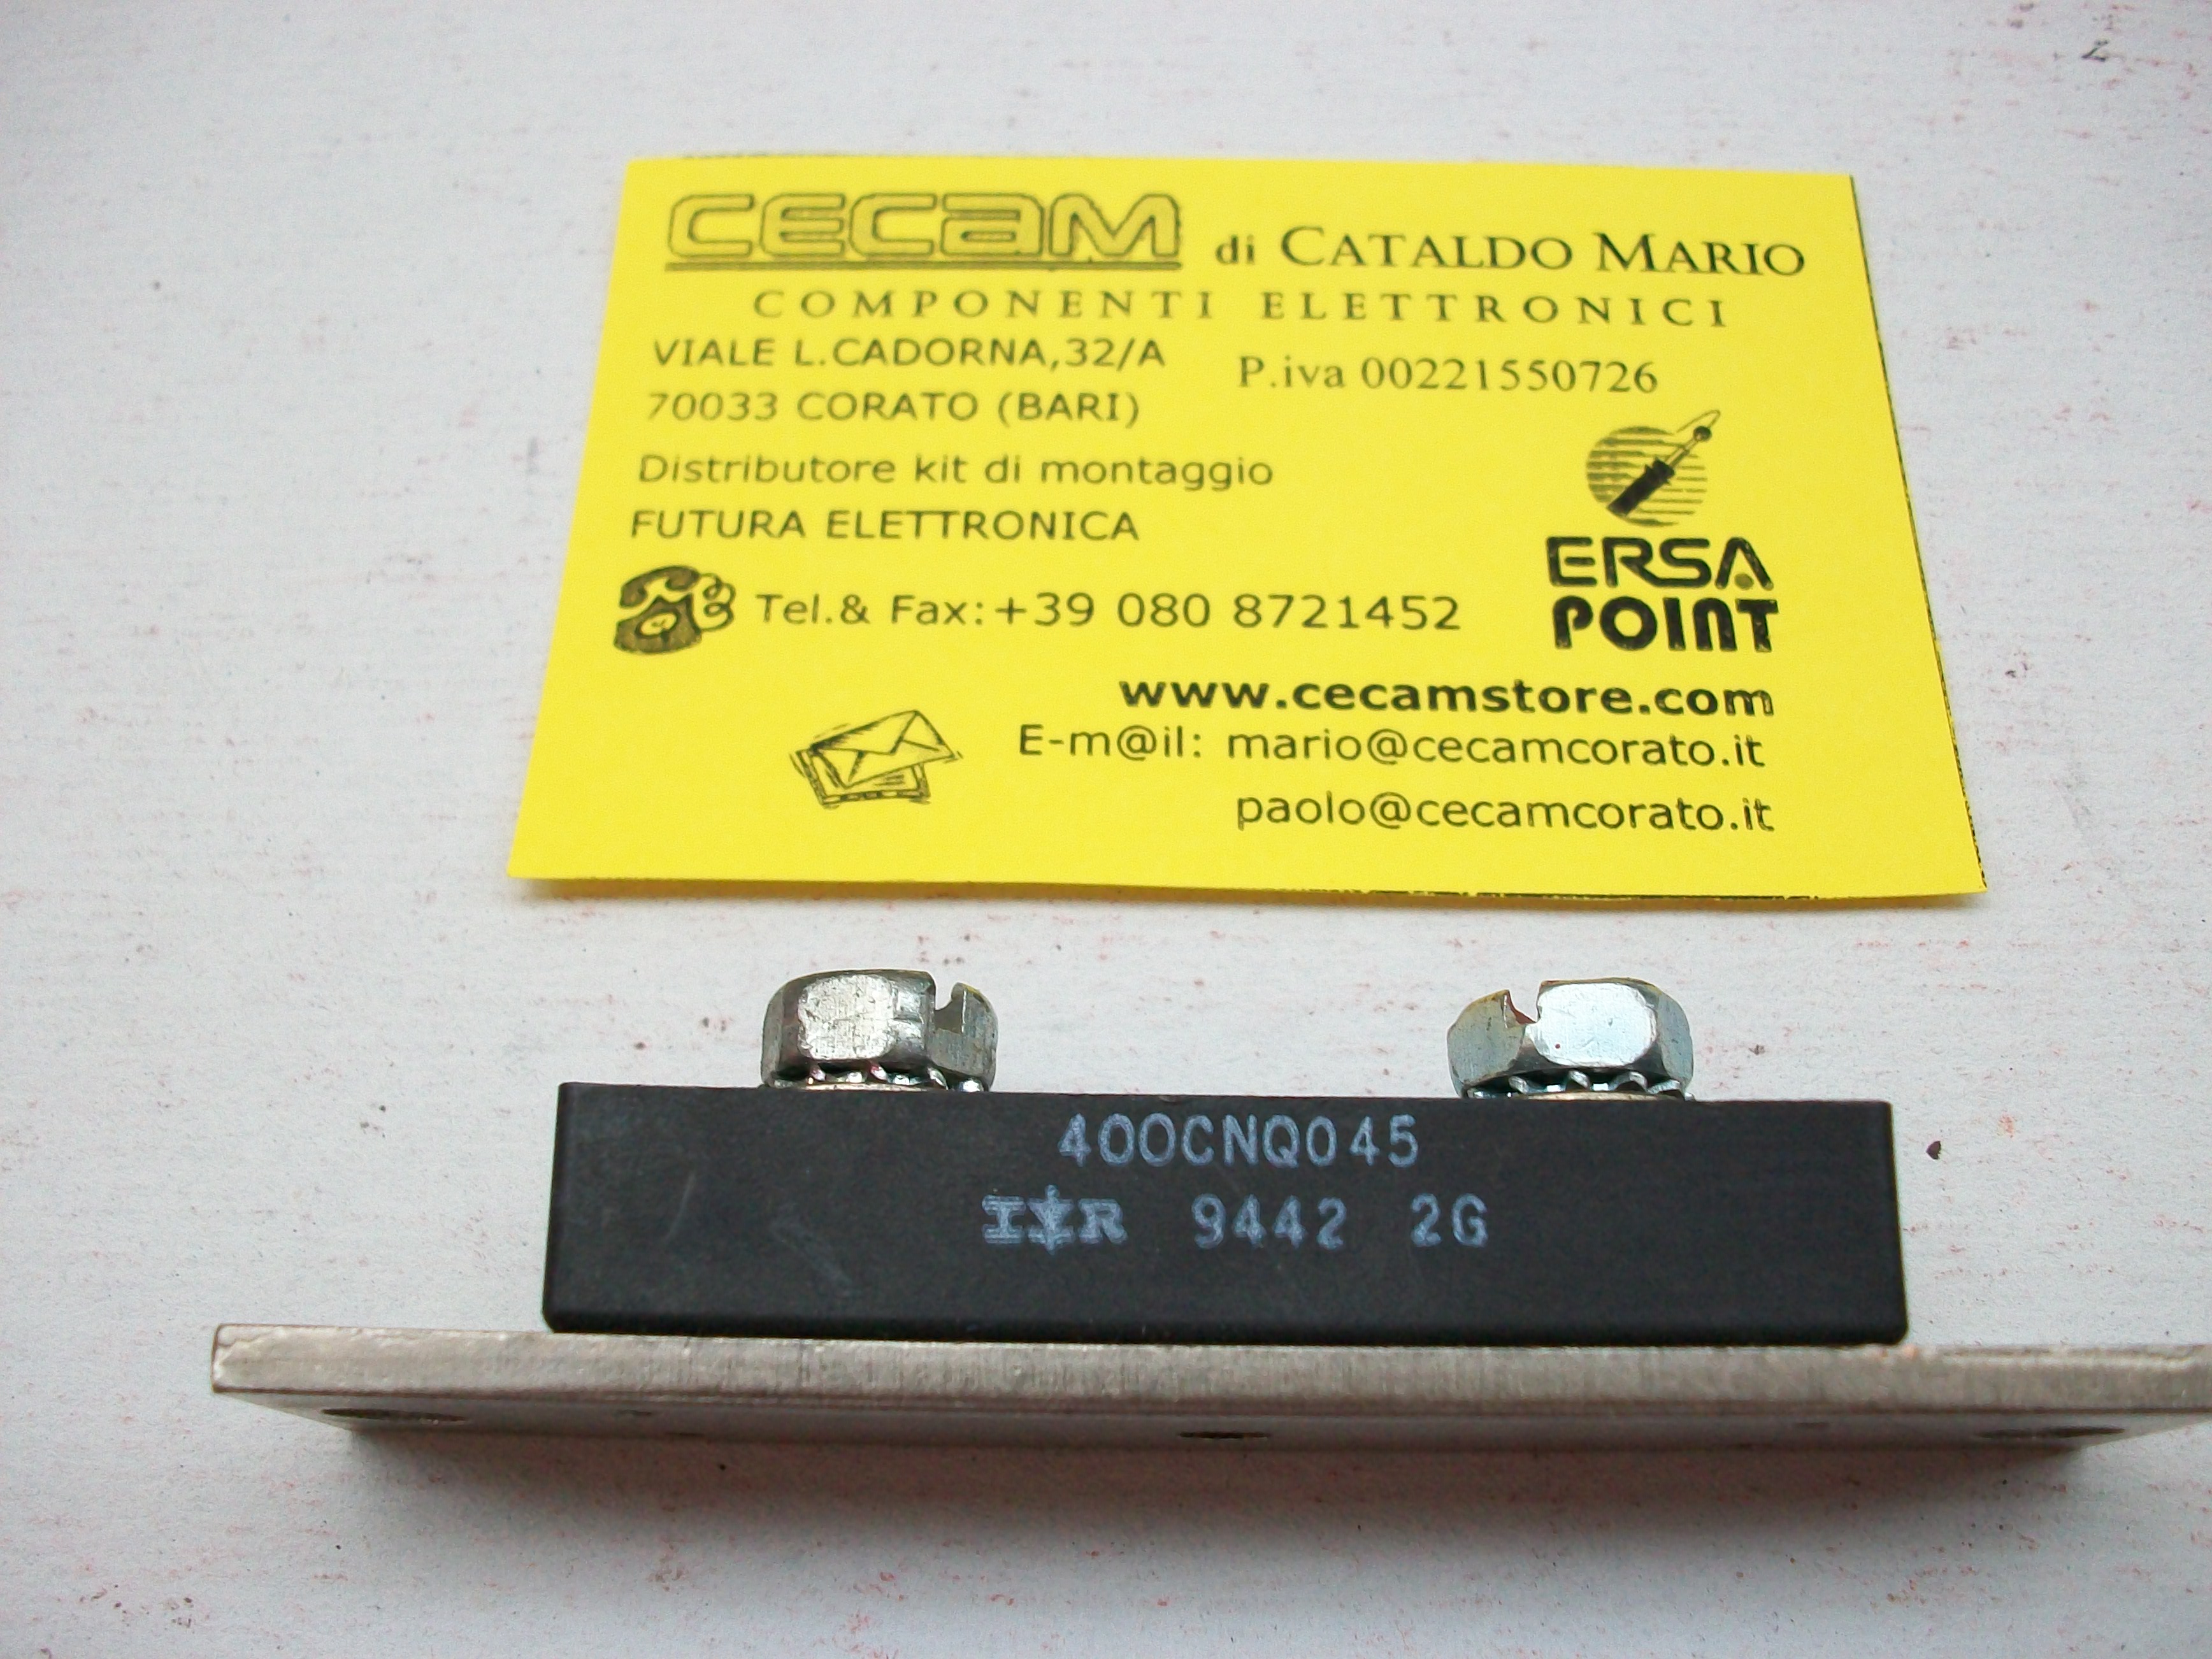 CECAM di CATALDO MARIO
COMPONENTI ELETTRONICI
VIALE L.CADORNA,32/A
P.iva 00221550726
70033 CORATO (BARI)
Distributore kit di montaggio
FUTURA ELETTRONICA
ERSA
POINT
Tel.& Fax:+39 080 8721452
www.cecamstore.com
E-m@il: mario@cecamcorato.it
paolo@cecamcorato.it
400CNQ045
IR 9442 2G